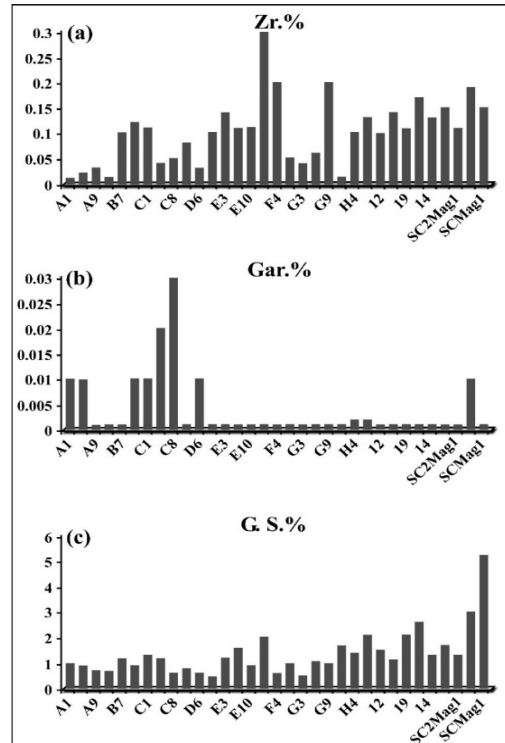 Zr.%
(a)
0.3
0.25
0.2
0.15
0.1
0.05
0
A1 A9 B7 C1 C8 D6 E3 E10 F4 G3 G9 H4 12 19 14 SC2Mag1 SCMag1
Gar.%
(b)
0.03
0.025
0.02
0.015
0.01
0.005
0
A1 A9 B7 C1 C8 D6 E3 E10 F4 G3 G9 H4 12 19 14 SC2Mag1 SCMag1
G. S.%
(c)
6
5
4
3
2
1
0
A1 A9 B7 C1 C8 D6 E3 E10 F4 G3 G9 H4 12 19 14 SC2Mag1 SCMag1